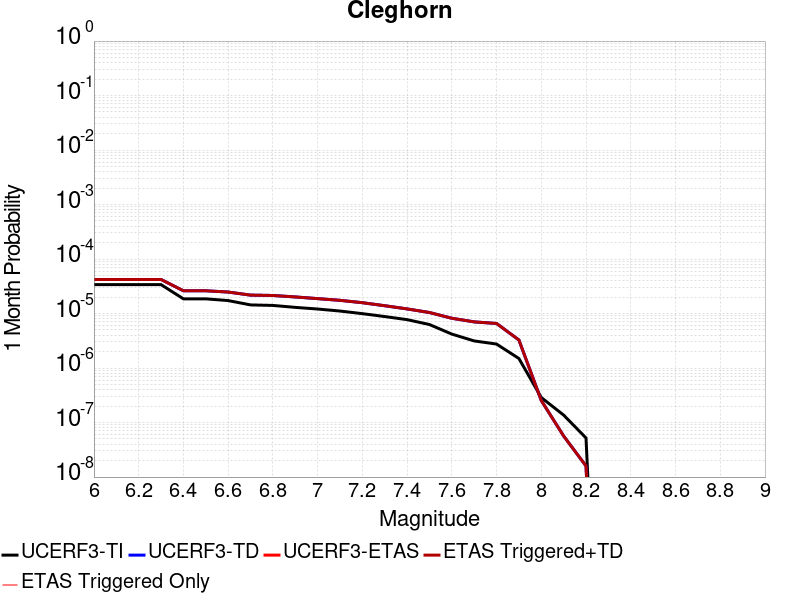 Cleghorn
1 Month Probability
10^0
10^-1
10^-2
10^-3
10^-4
10^-5
10^-6
10^-7
10^-8
6 6.2 6.4 6.6 6.8 7 7.2 7.4 7.6 7.8 8 8.2 8.4 8.6 8.8 9
Magnitude
UCERF3-TI UCERF3-TD UCERF3-ETAS ETAS Triggered+TD
ETAS Triggered Only